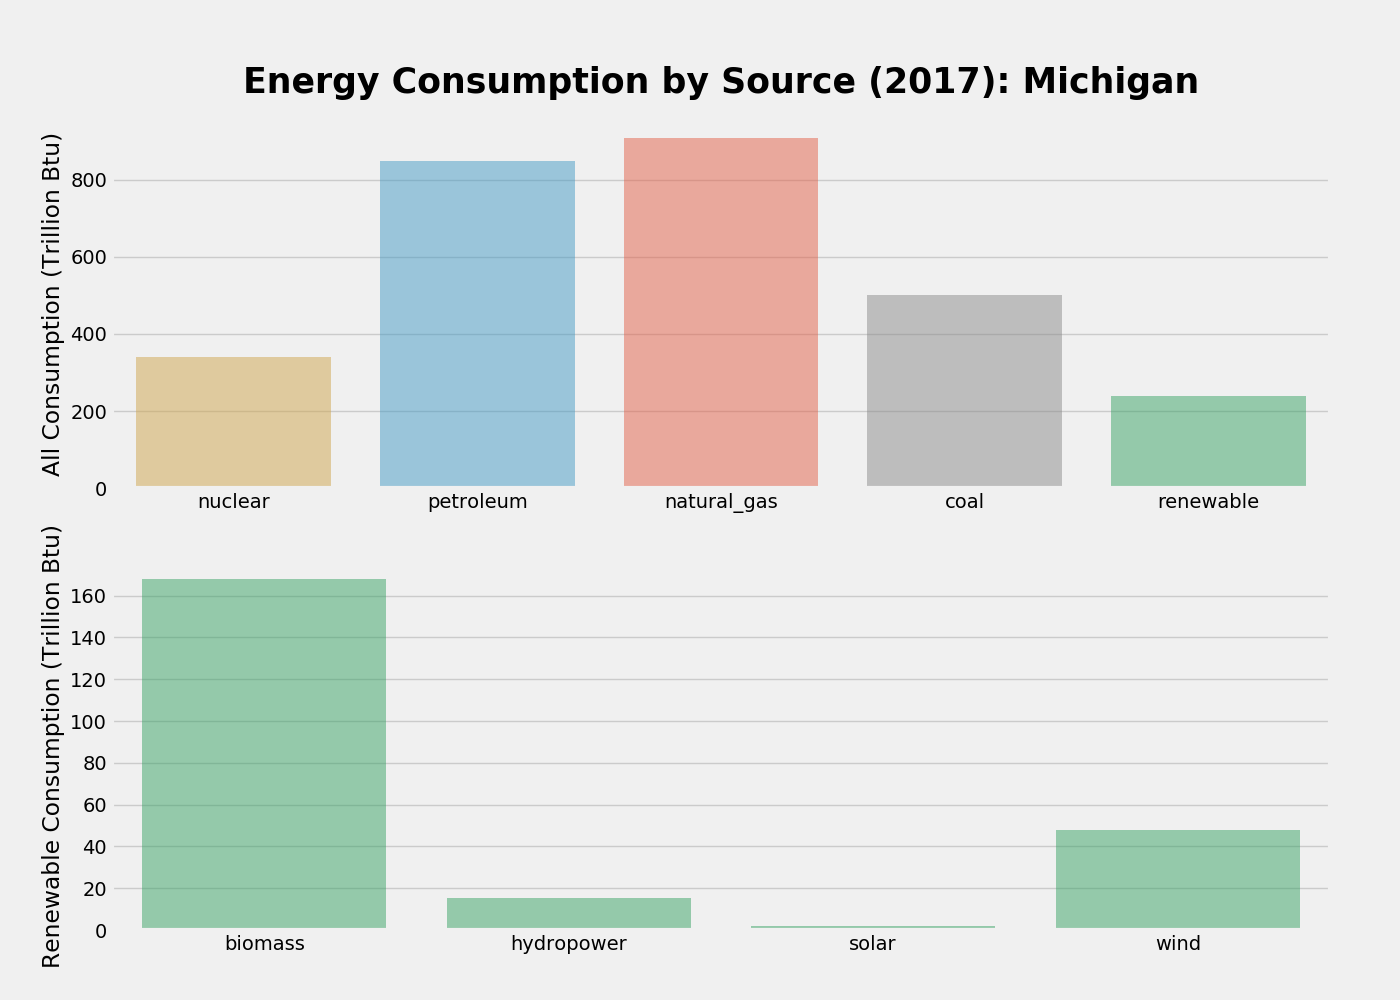 Energy Consumption by Source (2017): Michigan
All Consumption (Trillion Btu)
800
600
400
200
0
nuclear petroleum natural_gas coal renewable
Renewable Consumption (Trillion Btu)
160
140
120
100
80
60
40
20
0
biomass hydropower solar wind